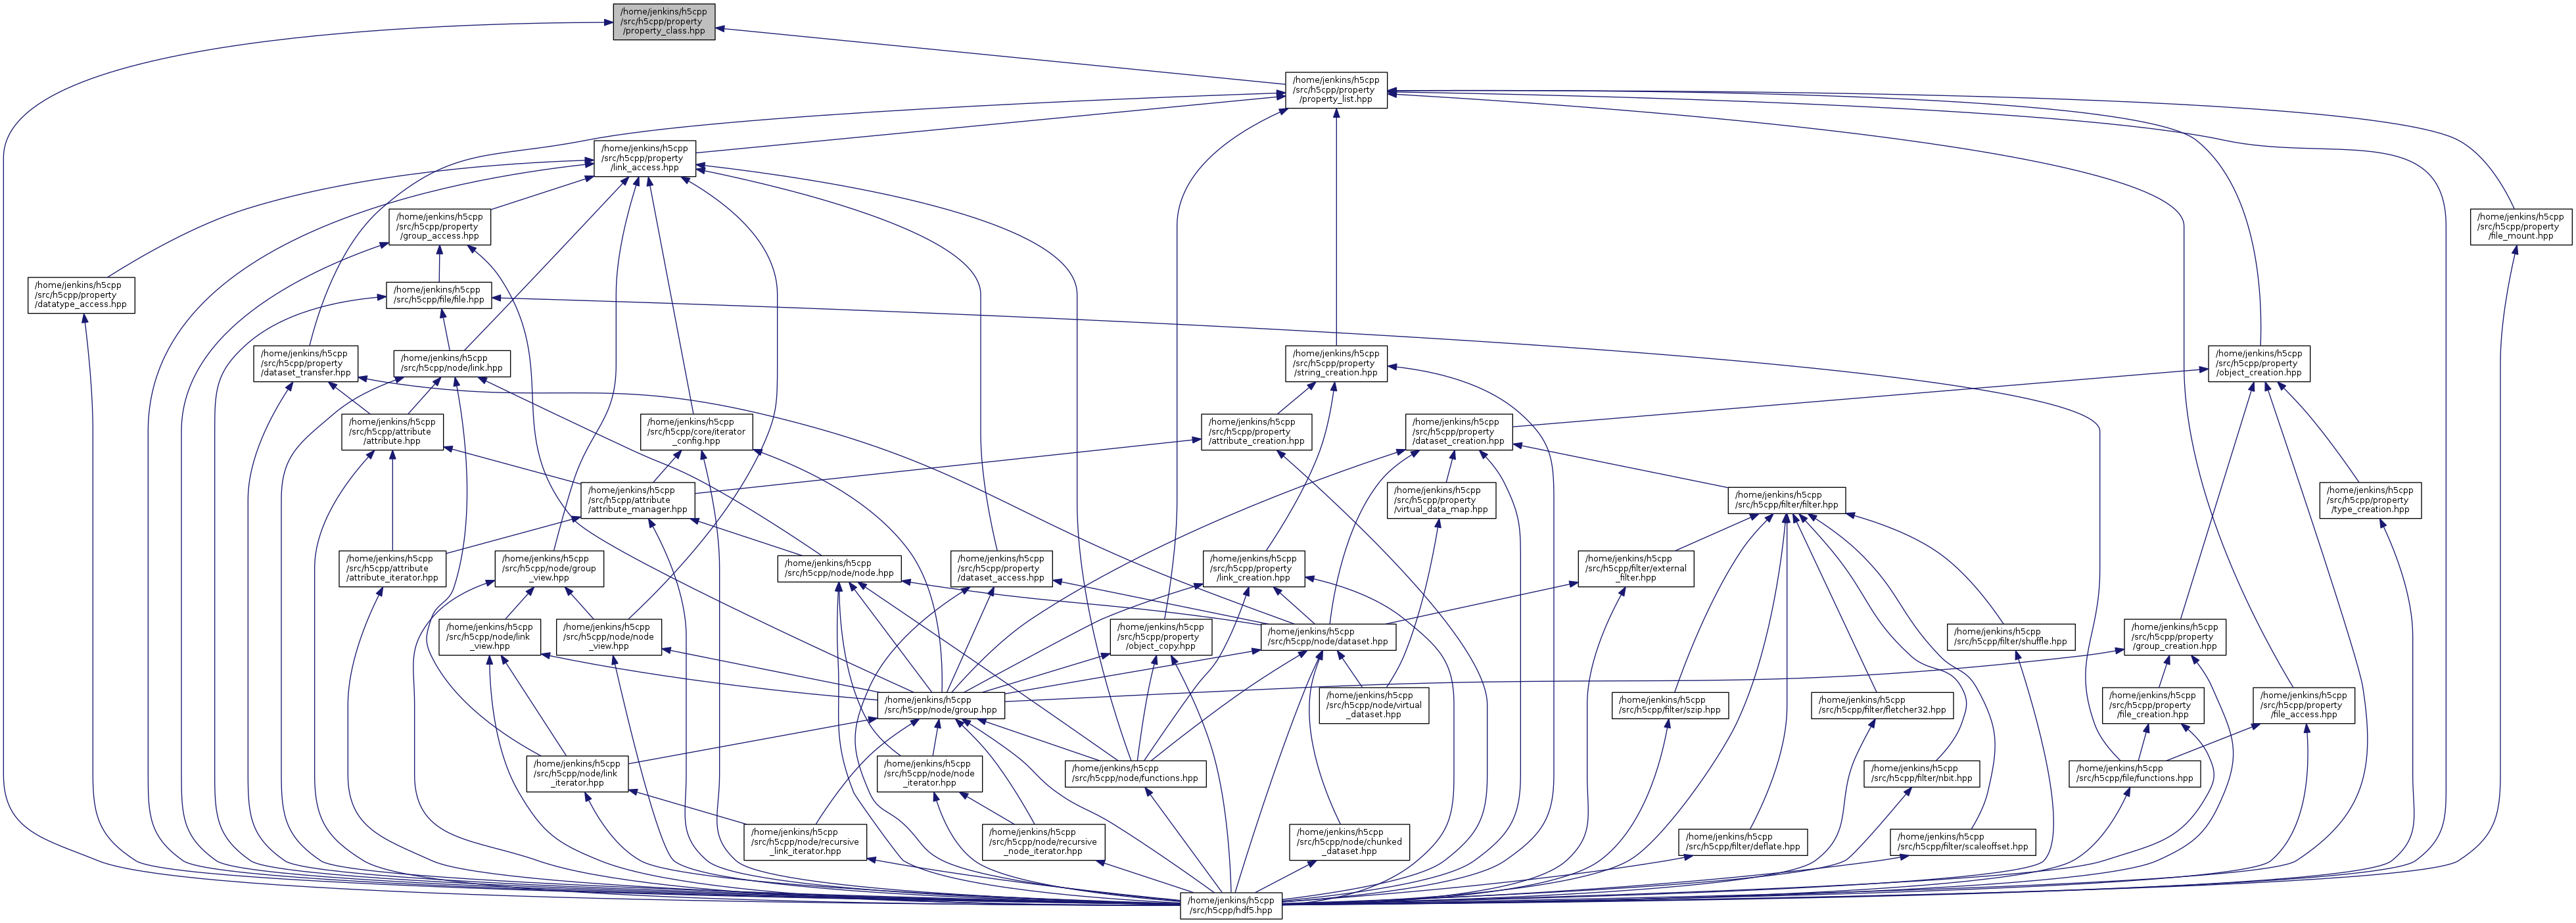 /home/jenkins/h5cpp
/src/h5cpp/property
/property_class.hpp
/home/jenkins/h5cpp
/src/h5cpp/property
/property_list.hpp
/home/jenkins/h5cpp
/src/h5cpp/property
/link_access.hpp
/home/jenkins/h5cpp
/src/h5cpp/property
/group_access.hpp
/home/jenkins/h5cpp
/src/h5cpp/property
/file_mount.hpp
/home/jenkins/h5cpp
/src/h5cpp/property
/datatype_access.hpp
/home/jenkins/h5cpp
/src/h5cpp/file/file.hpp
/home/jenkins/h5cpp
/src/h5cpp/property
/dataset_transfer.hpp
/home/jenkins/h5cpp
/src/h5cpp/node/link.hpp
/home/jenkins/h5cpp
/src/h5cpp/property
/string_creation.hpp
/home/jenkins/h5cpp
/src/h5cpp/property
/object_creation.hpp
/home/jenkins/h5cpp
/src/h5cpp/attribute
/attribute.hpp
/home/jenkins/h5cpp
/src/h5cpp/core/iterator
_config.hpp
/home/jenkins/h5cpp
/src/h5cpp/property
/attribute_creation.hpp
/home/jenkins/h5cpp
/src/h5cpp/property
/dataset_creation.hpp
/home/jenkins/h5cpp
/src/h5cpp/attribute
/attribute_manager.hpp
/home/jenkins/h5cpp
/src/h5cpp/property
/virtual_data_map.hpp
/home/jenkins/h5cpp
/src/h5cpp/filter/filter.hpp
/home/jenkins/h5cpp
/src/h5cpp/property
/type_creation.hpp
/home/jenkins/h5cpp
/src/h5cpp/attribute
/attribute_iterator.hpp
/home/jenkins/h5cpp
/src/h5cpp/node/group
_view.hpp
/home/jenkins/h5cpp
/src/h5cpp/node/node.hpp
/home/jenkins/h5cpp
/src/h5cpp/property
/dataset_access.hpp
/home/jenkins/h5cpp
/src/h5cpp/property
/link_creation.hpp
/home/jenkins/h5cpp
/src/h5cpp/filter/external
_filter.hpp
/home/jenkins/h5cpp
/src/h5cpp/node/link
_view.hpp
/home/jenkins/h5cpp
/src/h5cpp/node/node
_view.hpp
/home/jenkins/h5cpp
/src/h5cpp/property
/object_copy.hpp
/home/jenkins/h5cpp
/src/h5cpp/node/dataset.hpp
/home/jenkins/h5cpp
/src/h5cpp/filter/shuffle.hpp
/home/jenkins/h5cpp
/src/h5cpp/property
/group_creation.hpp
/home/jenkins/h5cpp
/src/h5cpp/node/group.hpp
/home/jenkins/h5cpp
/src/h5cpp/node/virtual
_dataset.hpp
/home/jenkins/h5cpp
/src/h5cpp/filter/szip.hpp
/home/jenkins/h5cpp
/src/h5cpp/filter/fletcher32.hpp
/home/jenkins/h5cpp
/src/h5cpp/property
/file_creation.hpp
/home/jenkins/h5cpp
/src/h5cpp/property
/file_access.hpp
/home/jenkins/h5cpp
/src/h5cpp/node/link
_iterator.hpp
/home/jenkins/h5cpp
/src/h5cpp/node/node
_iterator.hpp
/home/jenkins/h5cpp
/src/h5cpp/node/functions.hpp
/home/jenkins/h5cpp
/src/h5cpp/filter/nbit.hpp
/home/jenkins/h5cpp
/src/h5cpp/file/functions.hpp
/home/jenkins/h5cpp
/src/h5cpp/node/recursive
_link_iterator.hpp
/home/jenkins/h5cpp
/src/h5cpp/node/recursive
_node_iterator.hpp
/home/jenkins/h5cpp
/src/h5cpp/node/chunked
_dataset.hpp
/home/jenkins/h5cpp
/src/h5cpp/filter/deflate.hpp
/home/jenkins/h5cpp
/src/h5cpp/filter/scaleoffset.hpp
/home/jenkins/h5cpp
/src/h5cpp/hdf5.hpp